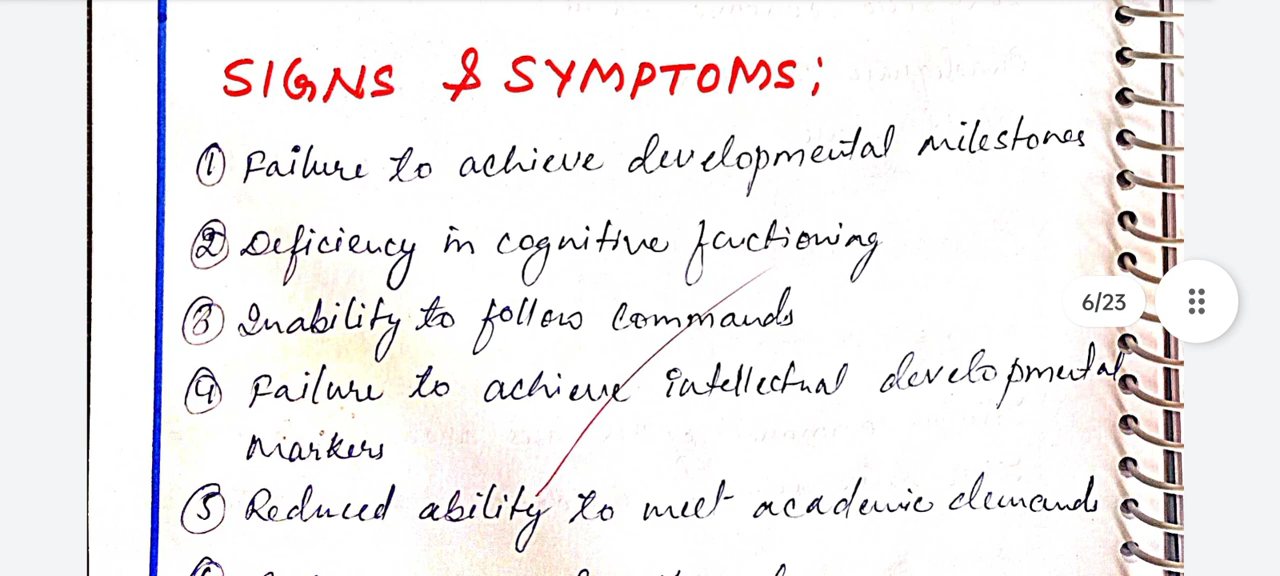 SIGNS & SYMPTOMS;
① Failure to achieve developmental milestones
② Deficiency in cognitive fuctioning
③ Inability to follow commands
6/23
④ Failure to achieve intellectual developmental
markers
⑤ Reduced ability to meet academic demands